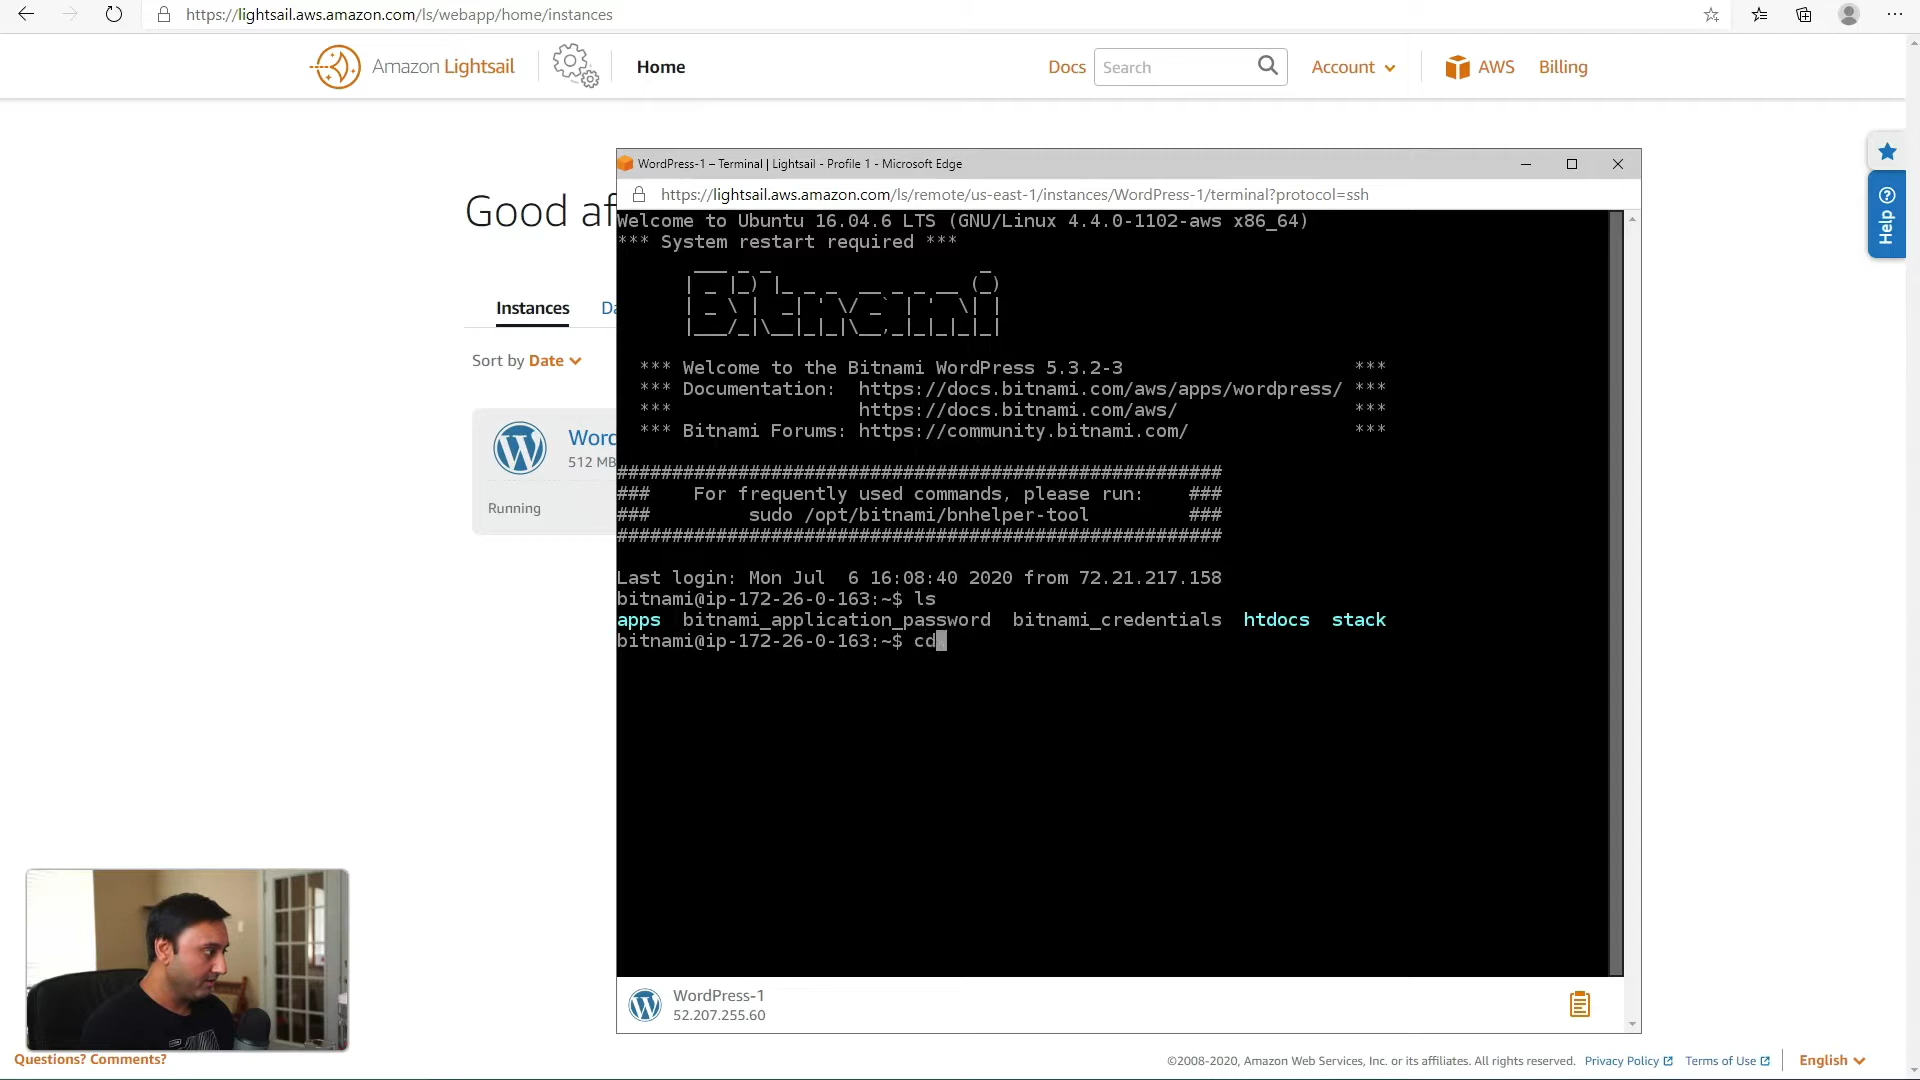 https://lightsail.aws.amazon.com/ls/webapp/home/instances
Amazon Lightsail
Home
Docs
Search
Account
AWS
Billing
Help
Good af
Instances
Da
Sort by Date
Word
512 MB
Running
WordPress-1 – Terminal | Lightsail - Profile 1 - Microsoft Edge
https://lightsail.aws.amazon.com/ls/remote/us-east-1/instances/WordPress-1/terminal?protocol=ssh
Welcome to Ubuntu 16.04.6 LTS (GNU/Linux 4.4.0-1102-aws x86_64)
*** System restart required ***
Bitnami
*** Welcome to the Bitnami WordPress 5.3.2-3 ***
*** Documentation: https://docs.bitnami.com/aws/apps/wordpress/ ***
*** https://docs.bitnami.com/aws/ ***
*** Bitnami Forums: https://community.bitnami.com/ ***
#######################################################
### For frequently used commands, please run: ###
### sudo /opt/bitnami/bnhelper-tool ###
#######################################################
Last login: Mon Jul 6 16:08:40 2020 from 72.21.217.158
bitnami@ip-172-26-0-163:~$ ls
apps bitnami_application_password bitnami_credentials htdocs stack
bitnami@ip-172-26-0-163:~$ cd
WordPress-1
52.207.255.60
Questions? Comments?
©2008-2020, Amazon Web Services, Inc. or its affiliates. All rights reserved. Privacy Policy Terms of Use English